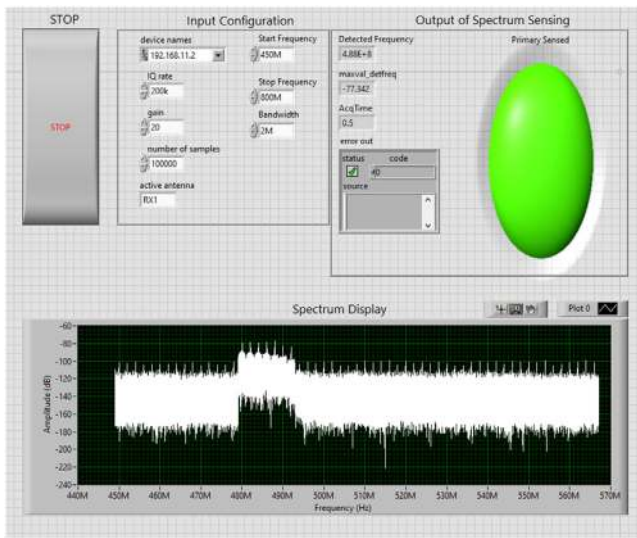 STOP
Input Configuration
Output of Spectrum Sensing
STOP
device names
192.168.11.2
IQ rate
200k
gain
20
number of samples
100000
active antenna
RX1
Start Frequency
450M
Stop Frequency
800M
Bandwidth
2M
Detected Frequency
4.88E+8
masval_detfreq
-77.342
AcqTime
0.5
error out
status code
0
source
Primary Sensed
Spectrum Display
Plot 0
Amplitude (dB)
-60-
-80-
-100-
-120-
-140-
-160-
-180-
-200-
-220-
-240-
440M 450M 460M 470M 480M 490M 500M 510M 520M 530M 540M 550M 560M 570M
Frequency (Hz)